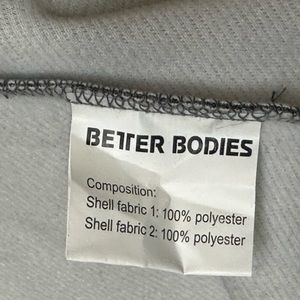 BETTER BODIES
Composition:
Shell fabric 1: 100% polyester
Shell fabric 2: 100% polyester